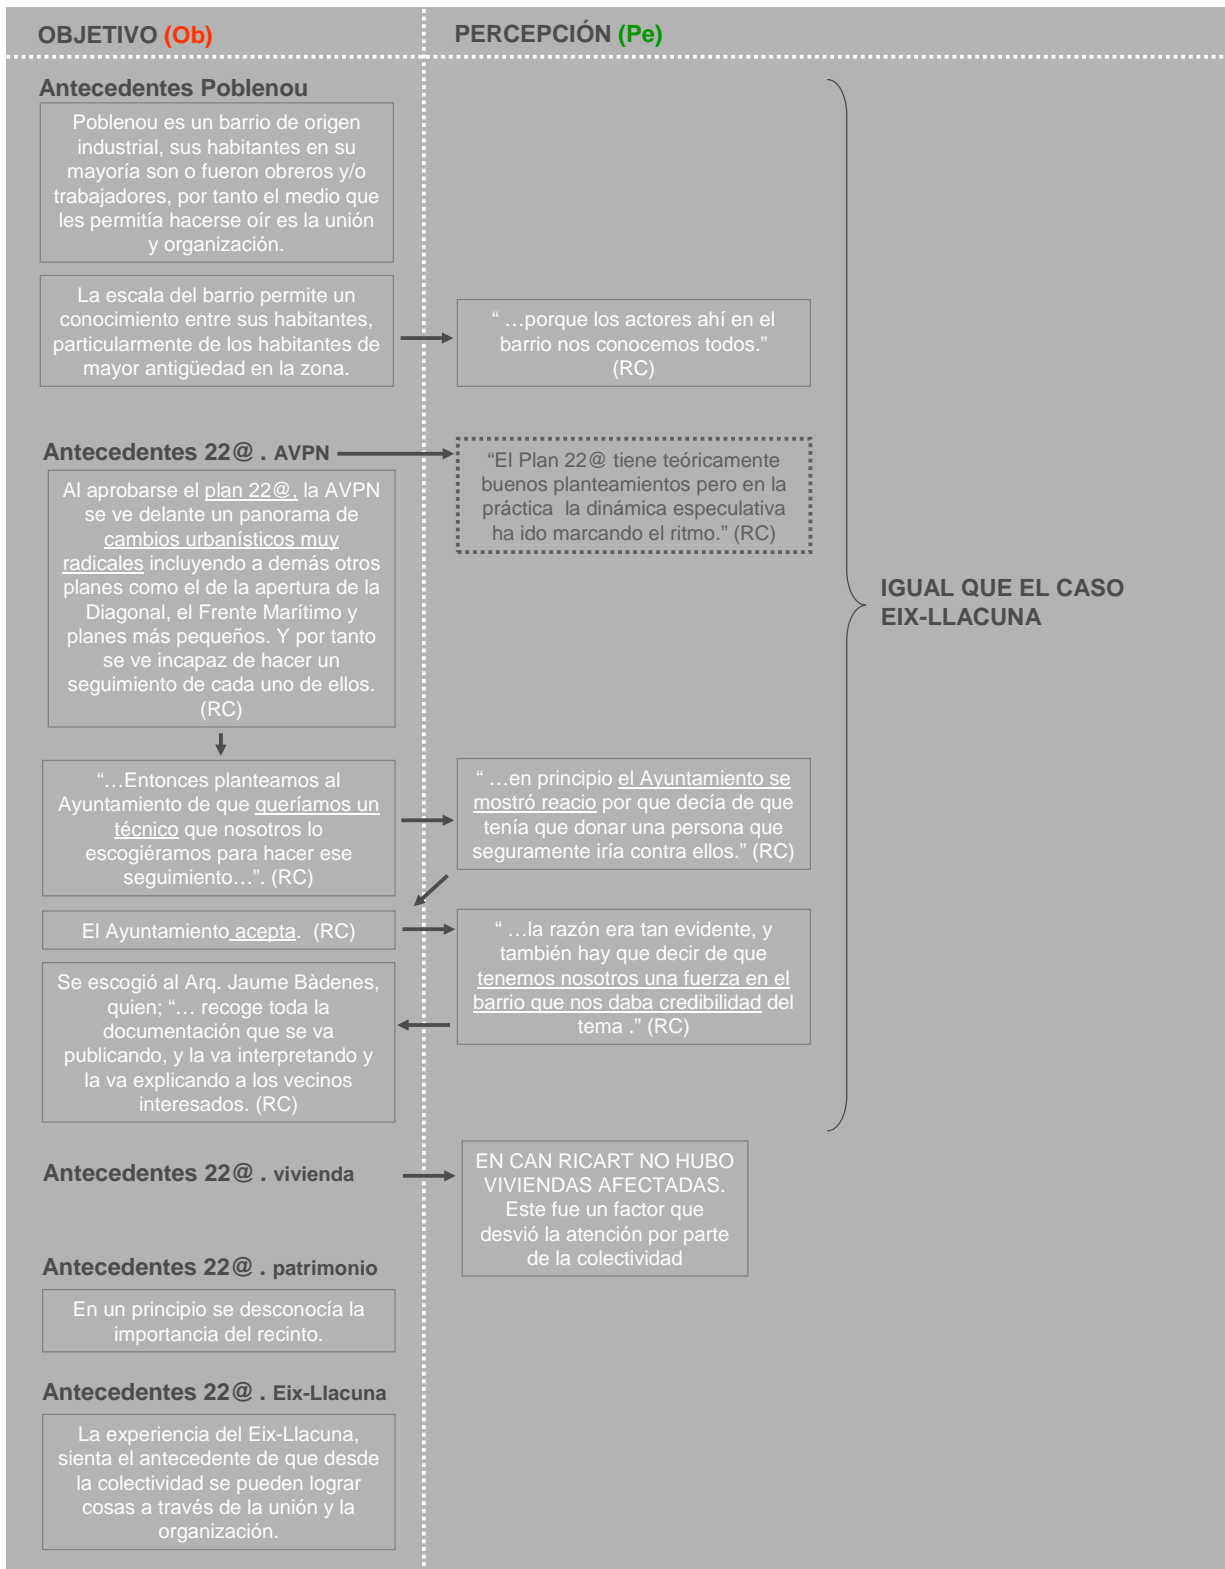 OBJETIVO (Ob)
PERCEPCIÓN (Pe)
Antecedentes Poblenou
Poblenou es un barrio de origen
industrial, sus habitantes en su
mayoría son o fueron obreros y/o
trabajadores, por tanto el medio que
les permitía hacerse oír es la unión
y organización.
La escala del barrio permite un
conocimiento entre sus habitantes,
particularmente de los habitantes de
mayor antigüedad en la zona.
“ …porque los actores ahí en el
barrio nos conocemos todos.”
(RC)
Antecedentes 22@ . AVPN
“El Plan 22@ tiene teóricamente
buenos planteamientos pero en la
práctica la dinámica especulativa
ha ido marcando el ritmo.” (RC)
Al aprobarse el plan 22@, la AVPN
se ve delante un panorama de
cambios urbanísticos muy
radicales incluyendo a demás otros
planes como el de la apertura de la
Diagonal, el Frente Marítimo y
planes más pequeños. Y por tanto
se ve incapaz de hacer un
seguimiento de cada uno de ellos.
(RC)
IGUAL QUE EL CASO
EIX-LLACUNA
“…Entonces planteamos al
Ayuntamiento de que queríamos un
técnico que nosotros lo
escogiéramos para hacer ese
seguimiento…”. (RC)
“ …en principio el Ayuntamiento se
mostró reacio por que decía de que
tenía que donar una persona que
seguramente iría contra ellos.” (RC)
El Ayuntamiento acepta. (RC)
“ …la razón era tan evidente, y
también hay que decir de que
tenemos nosotros una fuerza en el
barrio que nos daba credibilidad del
tema .” (RC)
Se escogió al Arq. Jaume Bàdenes,
quien; “… recoge toda la
documentación que se va
publicando, y la va interpretando y
la va explicando a los vecinos
interesados. (RC)
Antecedentes 22@ . vivienda
EN CAN RICART NO HUBO
VIVIENDAS AFECTADAS.
Este fue un factor que
desvió la atención por parte
de la colectividad
Antecedentes 22@ . patrimonio
En un principio se desconocía la
importancia del recinto.
Antecedentes 22@ . Eix-Llacuna
La experiencia del Eix-Llacuna,
sienta el antecedente de que desde
la colectividad se pueden lograr
cosas a través de la unión y la
organización.